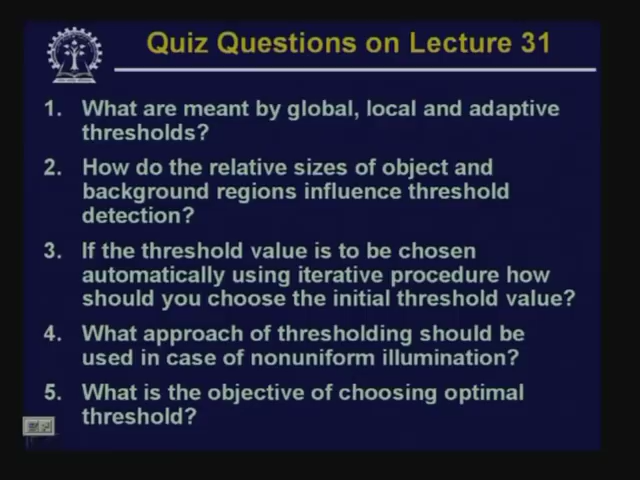 Quiz Questions on Lecture 31
1. What are meant by global, local and adaptive
thresholds?
2. How do the relative sizes of object and
background regions influence threshold
detection?
3. If the threshold value is to be chosen
automatically using iterative procedure how
should you choose the initial threshold value?
4. What approach of thresholding should be
used in case of nonuniform illumination?
5. What is the objective of choosing optimal
threshold?